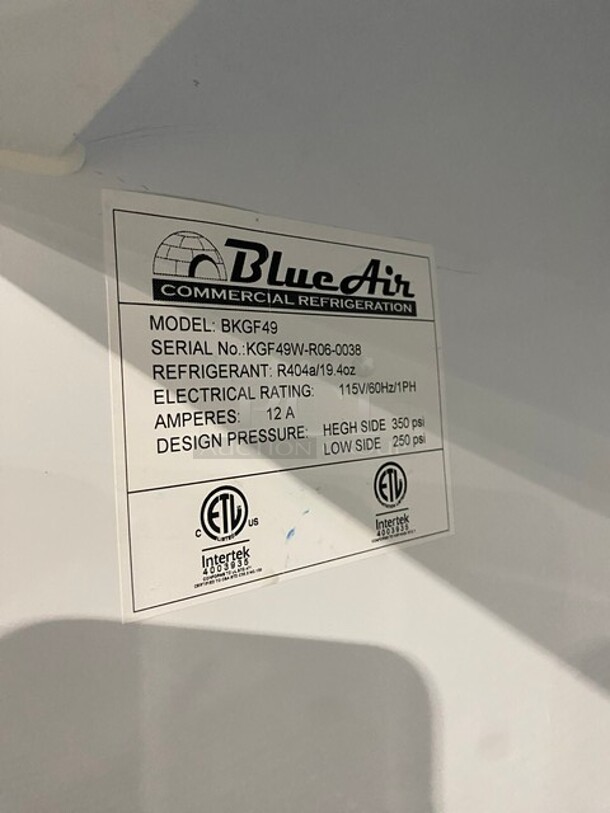 BlueAir
COMMERCIAL REFRIGERATION
MODEL: BKGF49
SERIAL No.:KGF49W-R06-0038
REFRIGERANT: R404a/19.4oz
ELECTRICAL RATING: 115V/60Hz/1PH
AMPERES: 12 A
DESIGN PRESSURE: HEGH SIDE 350 psi
LOW SIDE 250 psi
AUCTION
C ETL US
LISTED
Intertek
4003935
ETL
Intertek
4003935